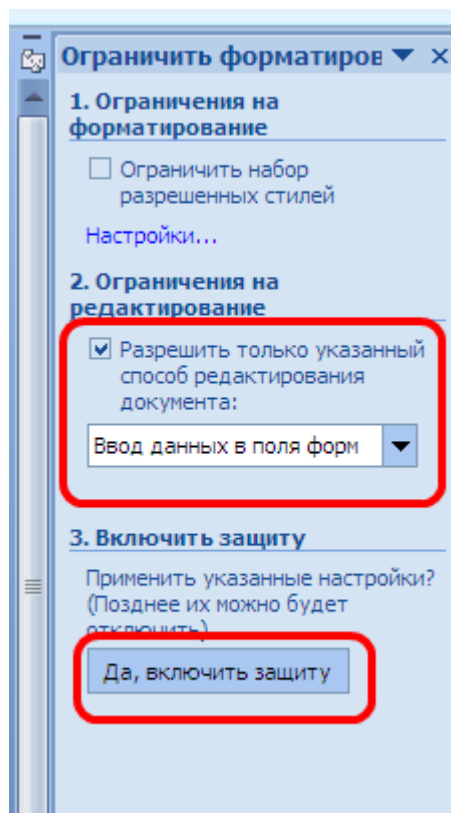 Ограничить форматиров
1. Ограничения на
форматирование
Ограничить набор
разрешенных стилей
Настройки...
2. Ограничения на
редактирование
Разрешить только указанный
способ редактирования
документа:
Ввод данных в поля форм
3. Включить защиту
Применить указанные настройки?
(Позднее их можно будет
отключить)
Да, включить защиту